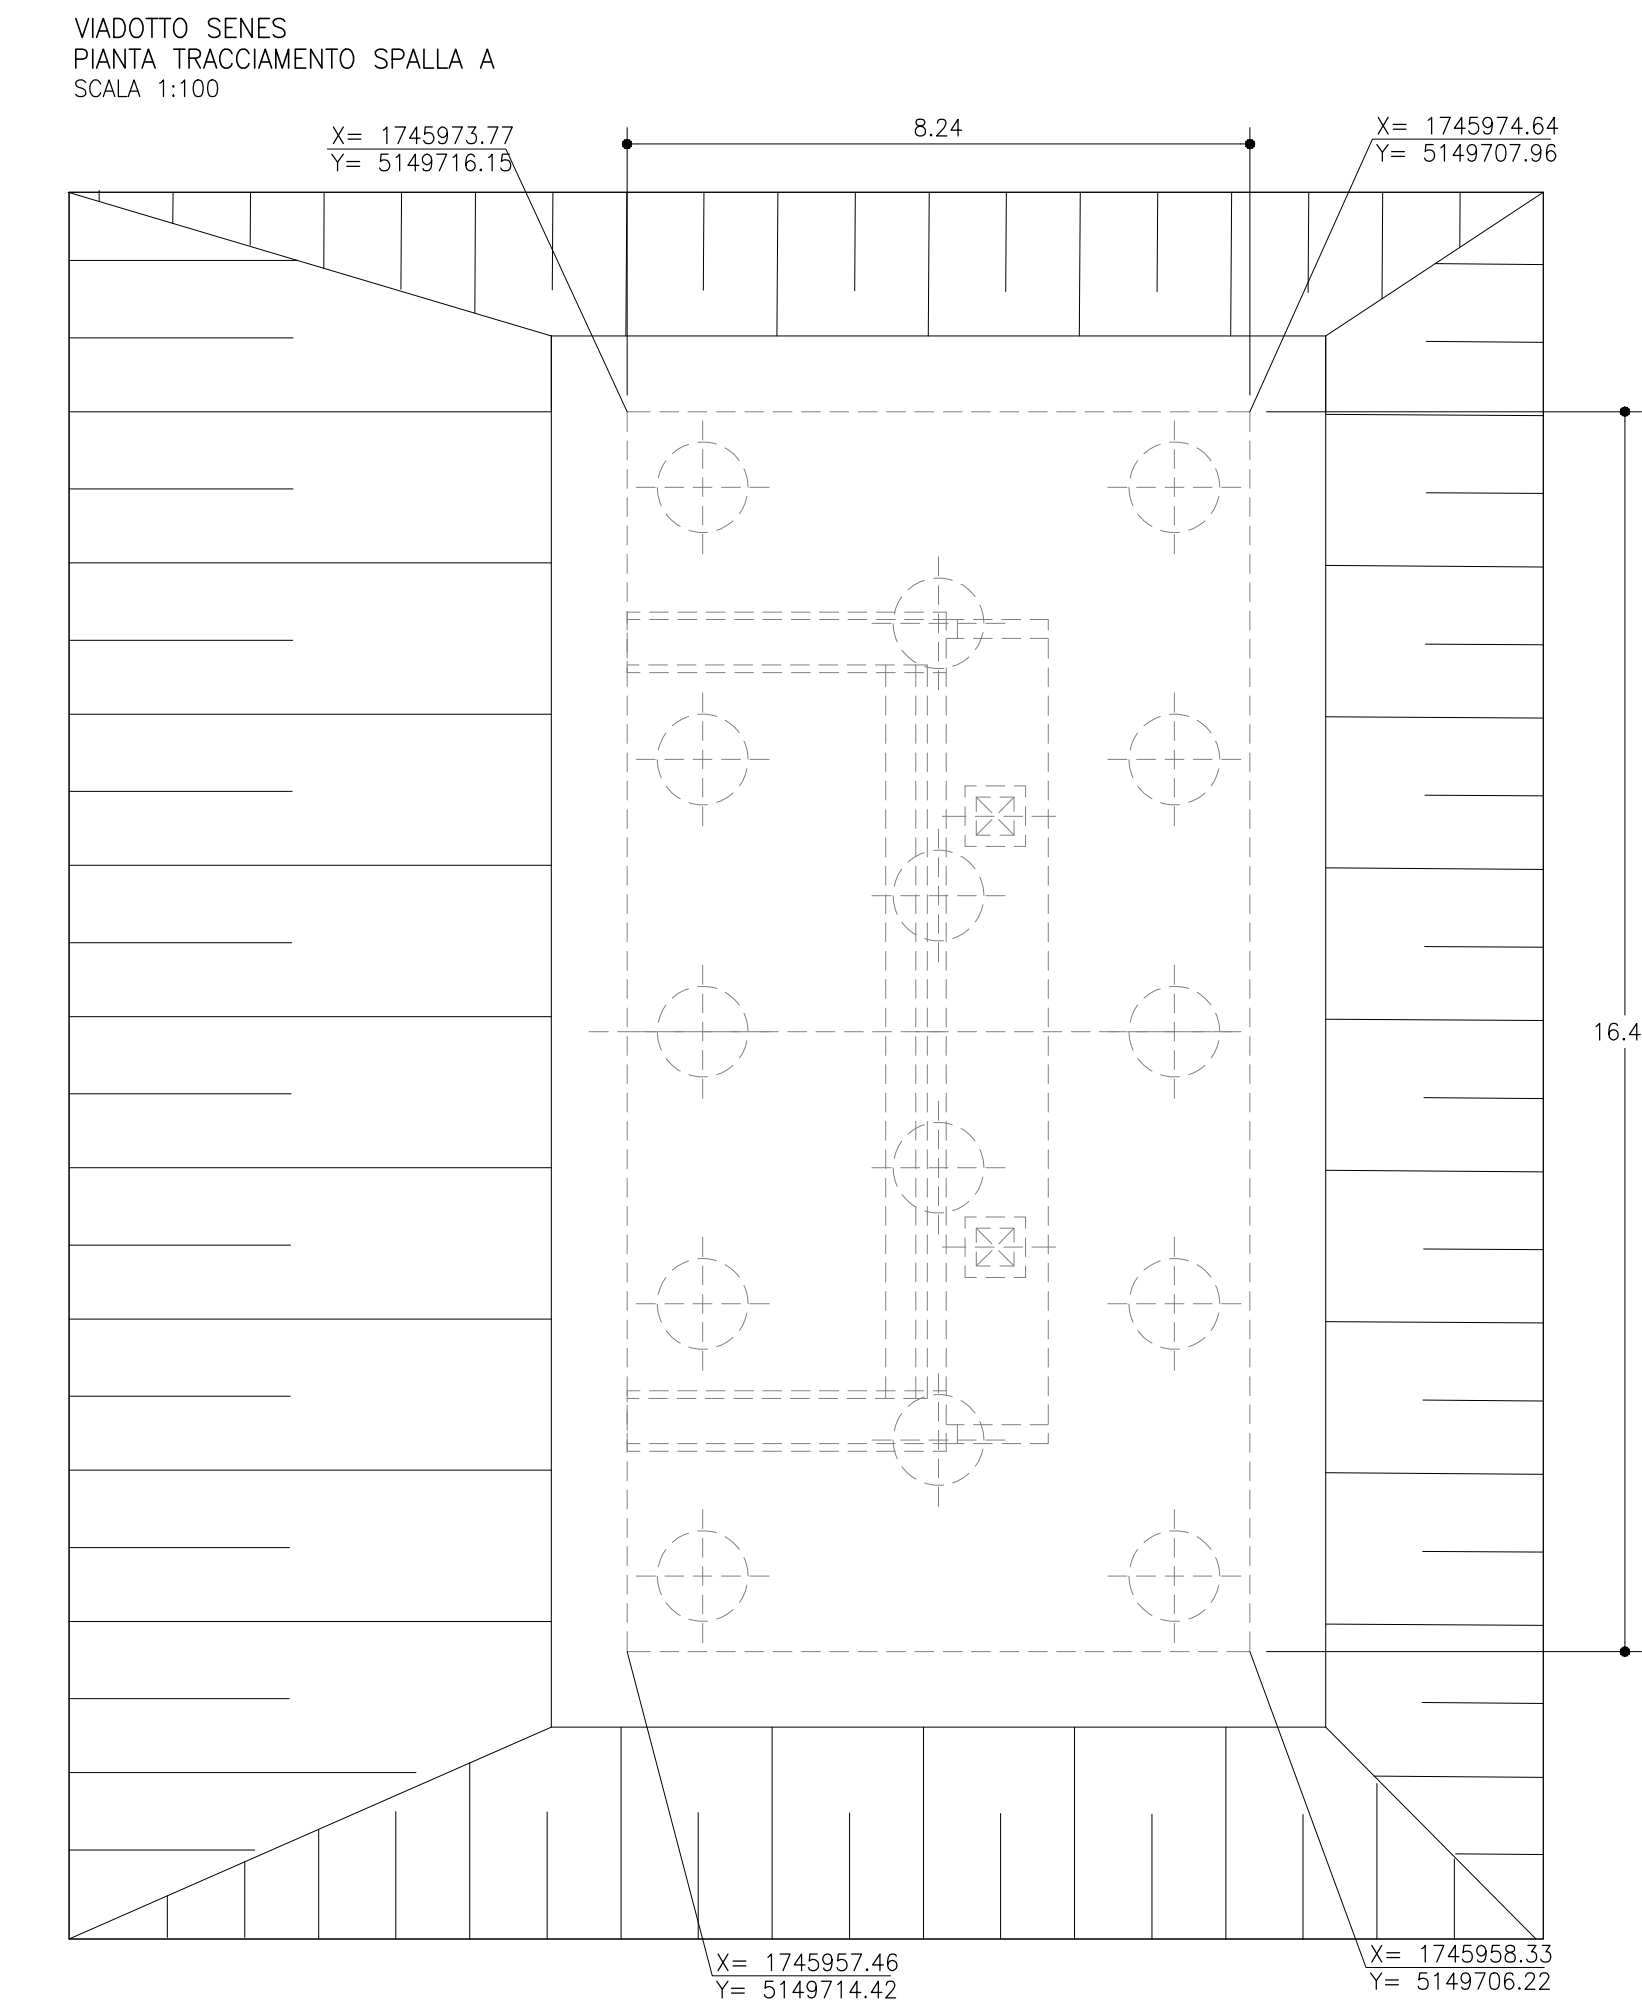 VIADOTTO SENES
PIANTA TRACCIAMENTO SPALLA A
SCALA 1:100
X= 1745973.77
Y= 5149716.15
8.24
X= 1745974.64
Y= 5149707.96
16.4
X= 1745957.46
Y= 5149714.42
X= 1745958.33
Y= 5149706.22